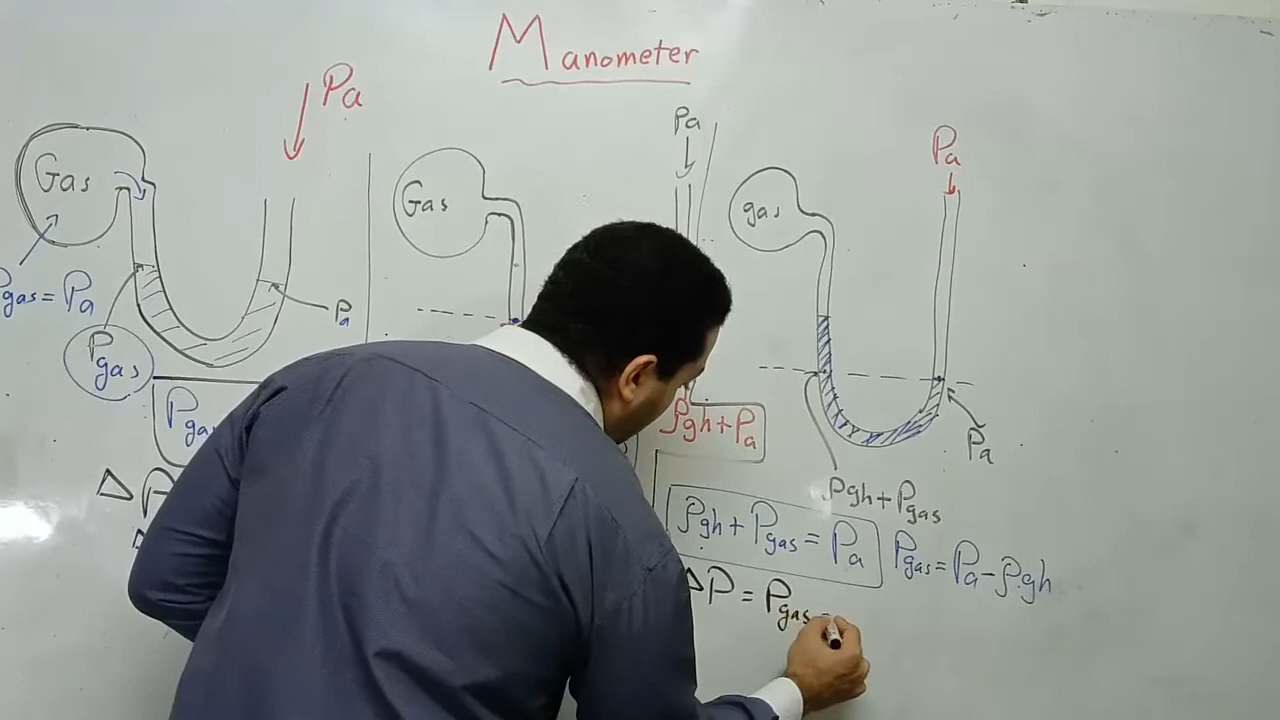 Manometer
Pa
Gas
Pgas = Pa
Pgas
Pa
ΔP
Gas
Pa
ρgh + Pa
gas
Pa
Pa
ρgh + Pgas
ρgh + Pgas = Pa
Pgas = Pa - ρgh
ΔP = Pgas -